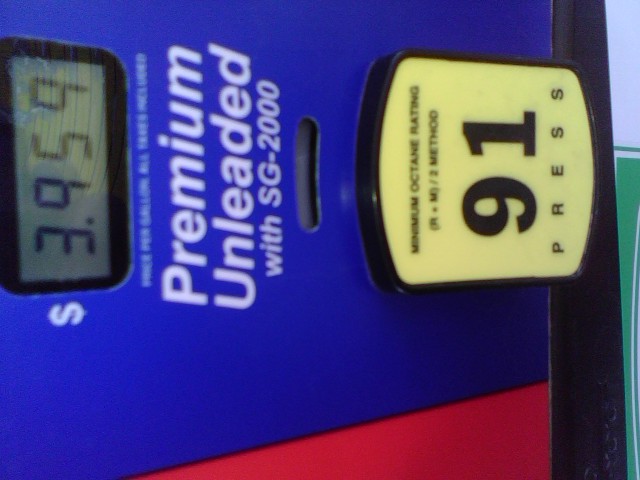 $ 3.959
PRICE PER GALLON, ALL TAXES INCLUDED
Premium
Unleaded
with SG-2000
MINIMUM OCTANE RATING
(R + M) / 2 METHOD
91
PRESS